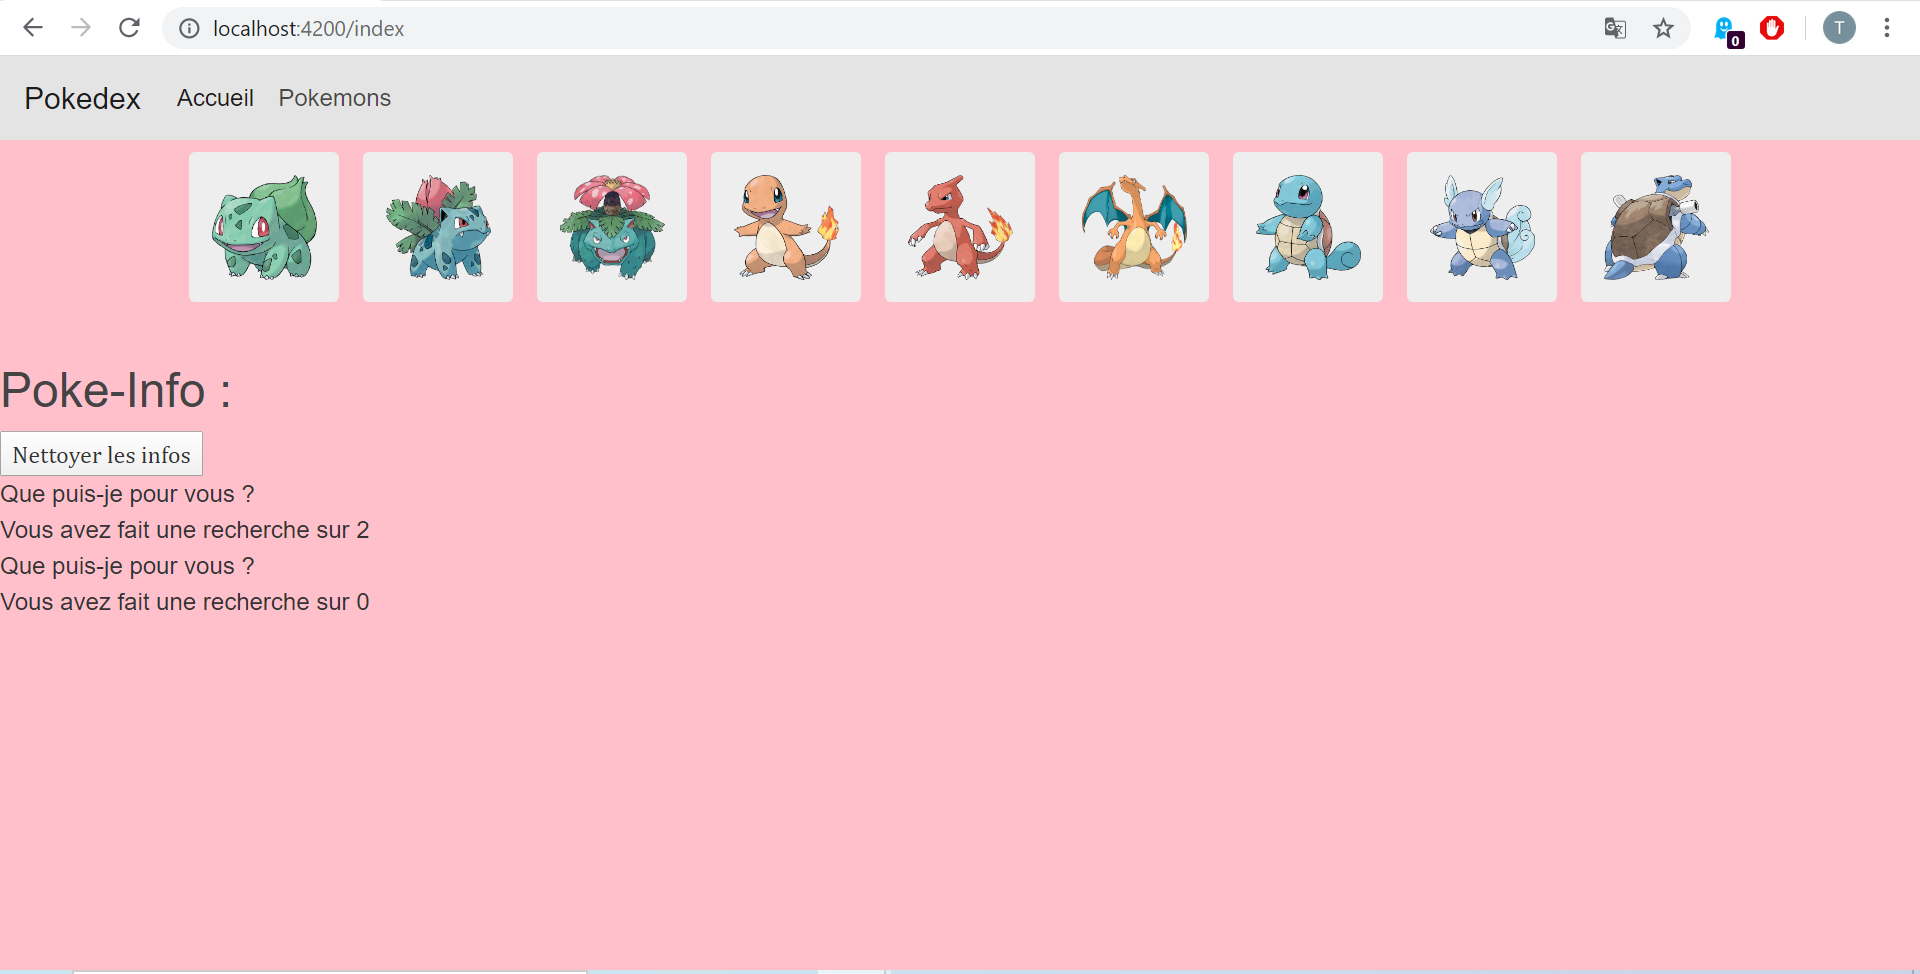 localhost:4200/index
0
T
Pokedex Accueil Pokemons
Poke-Info :
Nettoyer les infos
Que puis-je pour vous ?
Vous avez fait une recherche sur 2
Que puis-je pour vous ?
Vous avez fait une recherche sur 0